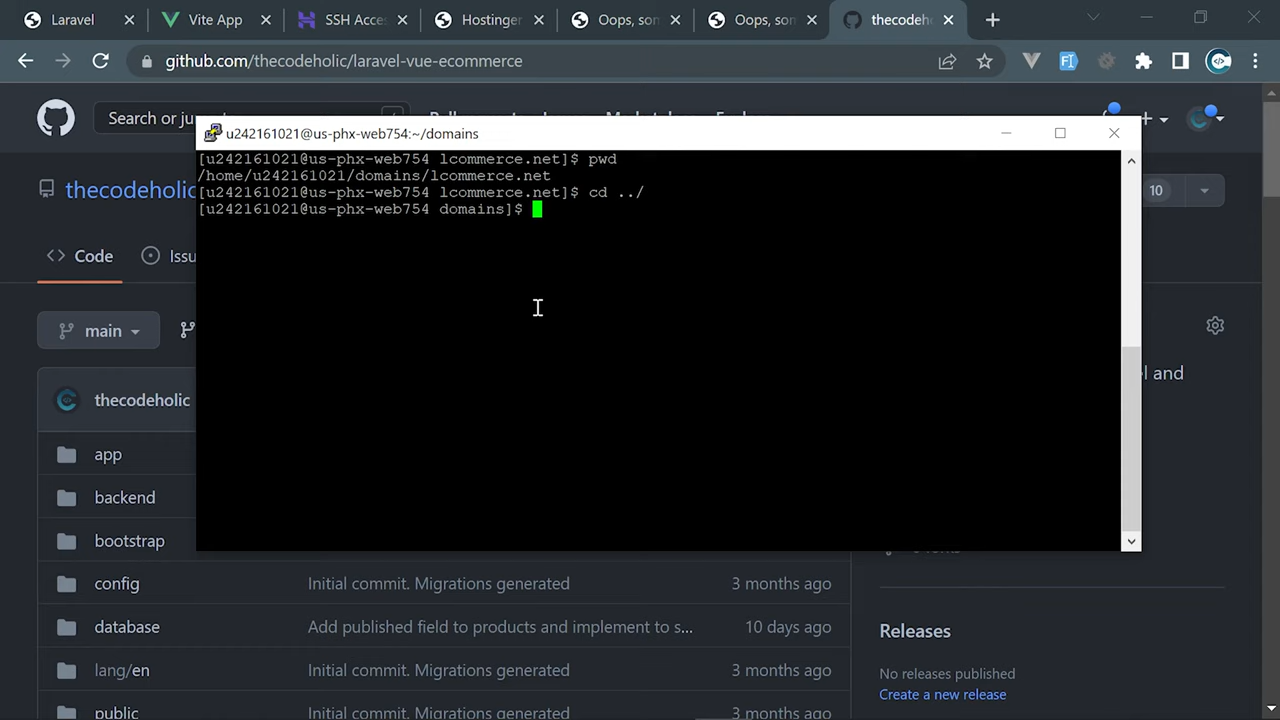 Laravel
Vite App
SSH Acces
Hostinger
Oops, son
Oops, son
thecodeho
github.com/thecodeholic/laravel-vue-ecommerce
Search or ju
u242161021@us-phx-web754:~/domains
[u242161021@us-phx-web754 lcommerce.net]$ pwd
/home/u242161021/domains/lcommerce.net
[u242161021@us-phx-web754 lcommerce.net]$ cd ../
[u242161021@us-phx-web754 domains]$
thecodeholic
10
Code
Issu
main
l and
thecodeholic
app
backend
bootstrap
config Initial commit. Migrations generated 3 months ago
database Add published field to products and implement to s... 10 days ago
lang/en Initial commit. Migrations generated 3 months ago
public Initial commit. Migrations generated 3 months ago
Releases
No releases published
Create a new release